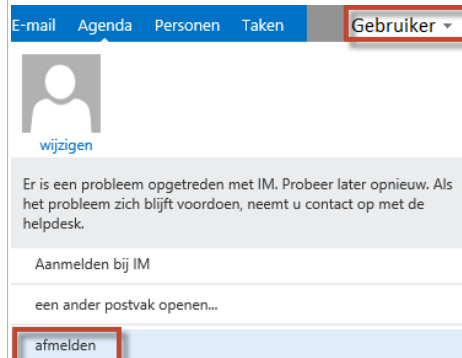 E-mail Agenda Personen Taken Gebruiker
wijzigen
Er is een probleem opgetreden met IM. Probeer later opnieuw. Als
het probleem zich blijft voordoen, neemt u contact op met de
helpdesk.
Aanmelden bij IM
een ander postvak openen...
afmelden